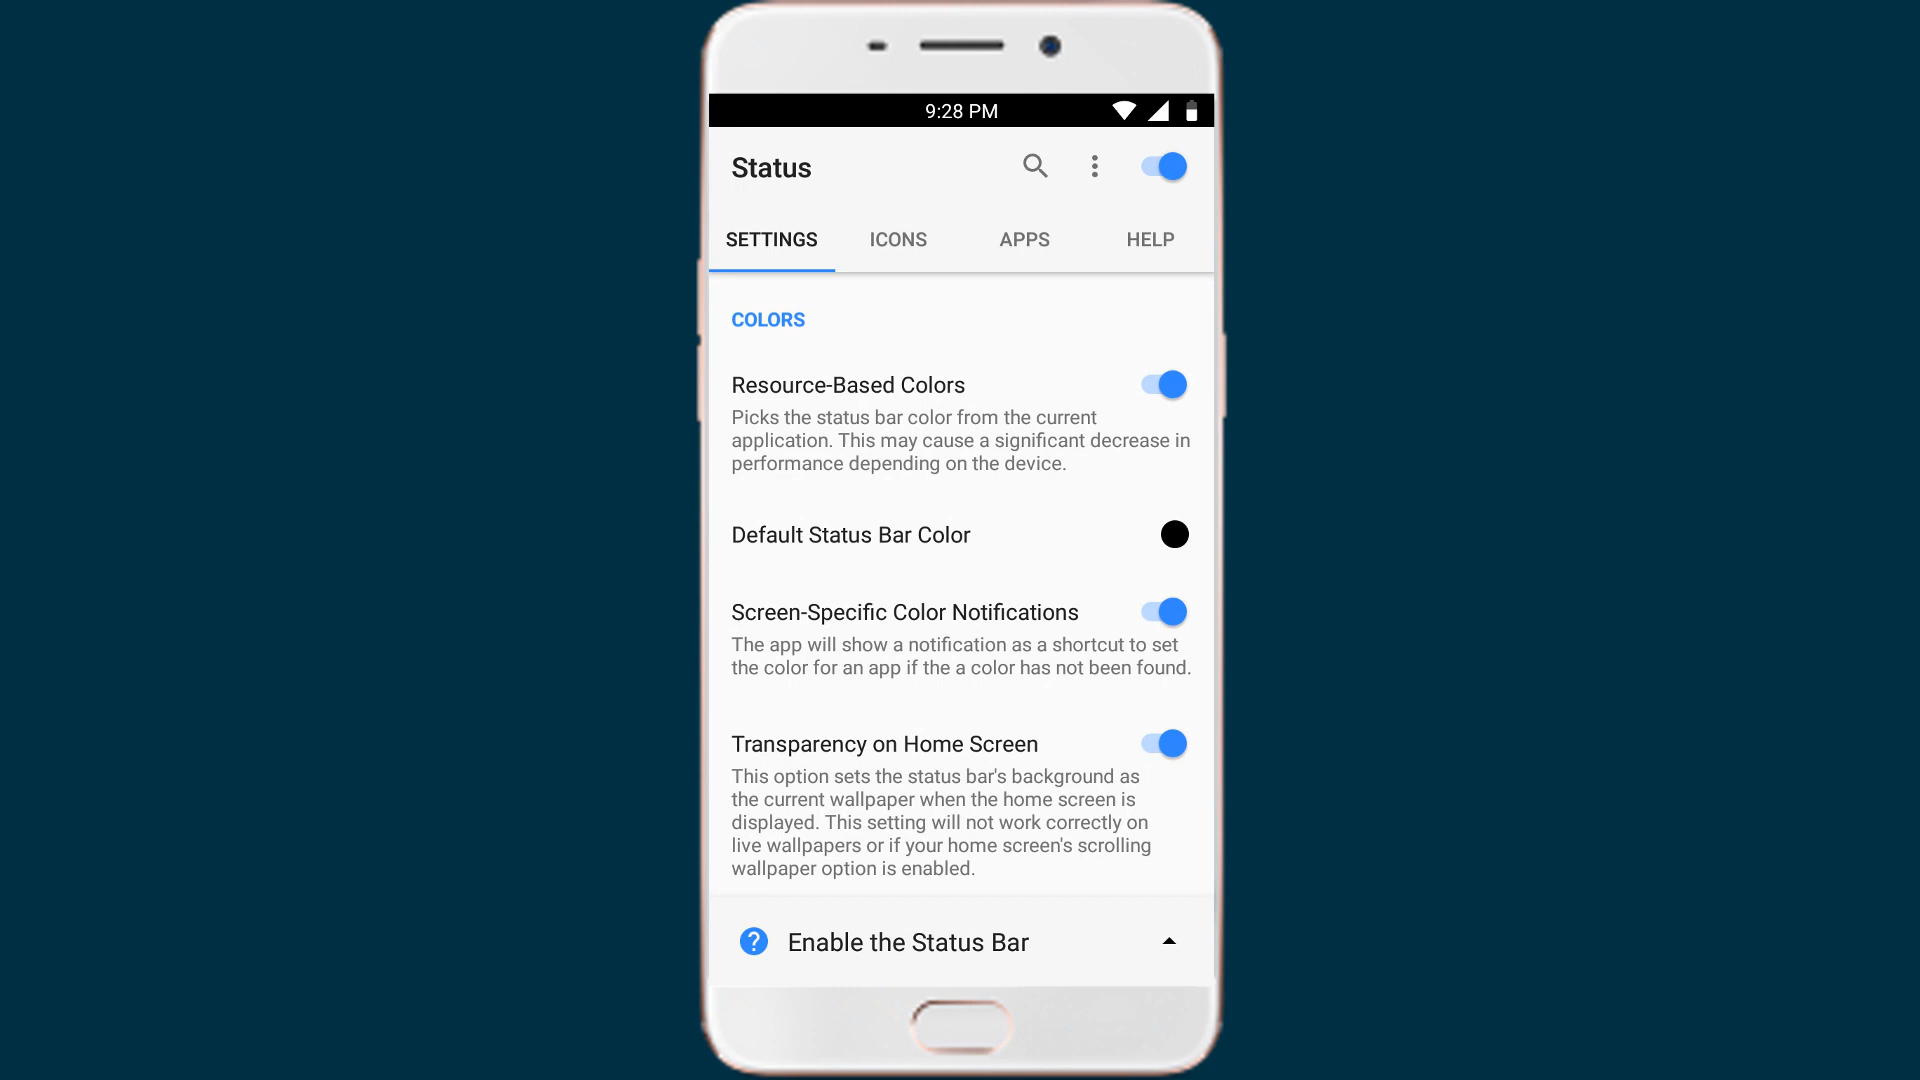 9:28 PM
Status
SETTINGS ICONS APPS HELP
COLORS
Resource-Based Colors
Picks the status bar color from the current
application. This may cause a significant decrease in
performance depending on the device.
Default Status Bar Color
Screen-Specific Color Notifications
The app will show a notification as a shortcut to set
the color for an app if the a color has not been found.
Transparency on Home Screen
This option sets the status bar's background as
the current wallpaper when the home screen is
displayed. This setting will not work correctly on
live wallpapers or if your home screen's scrolling
wallpaper option is enabled.
? Enable the Status Bar